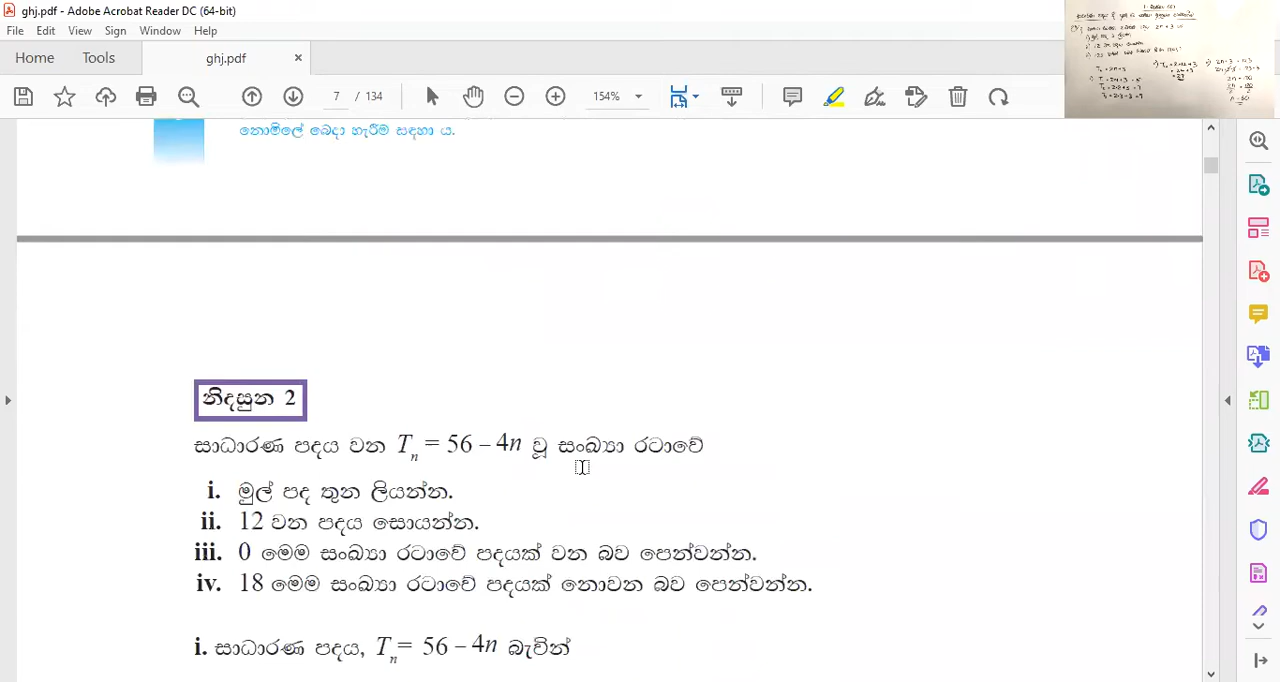 ghj.pdf - Adobe Acrobat Reader DC (64-bit)
File Edit View Sign Window Help
Home Tools ghj.pdf ×
7 / 134 154%
නොමිලේ බෙදා හැරීම සඳහා ය.
නිදසුන 2
සාධාරණ පදය වන Tn = 56 – 4n වූ සංඛ්‍යා රටාවේ
i. මුල් පද තුන ලියන්න.
ii. 12 වන පදය සොයන්න.
iii. 0 මෙම සංඛ්‍යා රටාවේ පදයක් වන බව පෙන්වන්න.
iv. 18 මෙම සංඛ්‍යා රටාවේ පදයක් නොවන බව පෙන්වන්න.
i. සාධාරණ පදය, Tn = 56 – 4n බැවින්